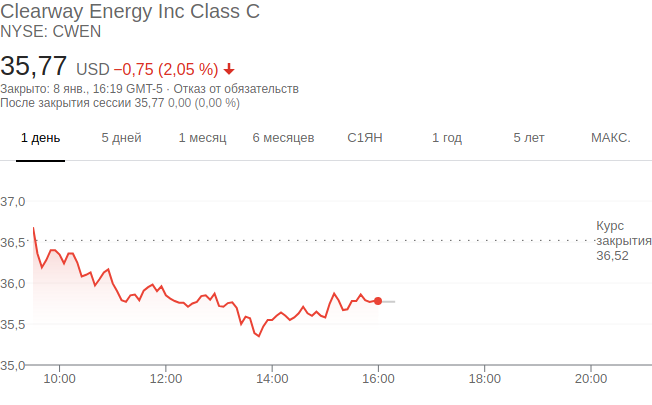 Clearway Energy Inc Class C
NYSE: CWEN
35,77 USD −0,75 (2,05 %)
Закрыто: 8 янв., 16:19 GMT-5 · Отказ от обязательств
После закрытия сессии 35,77 0,00 (0,00 %)
1 день 5 дней 1 месяц 6 месяцев С1ЯН 1 год 5 лет МАКС.
37,0
36,5
36,0
35,5
35,0
Курс
закрытия
36,52
10:00 12:00 14:00 16:00 18:00 20:00